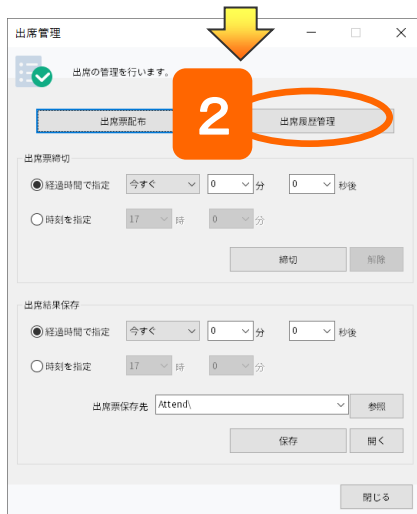 出席管理
出席の管理を行います。
出席票配布
2
出席履歴管理
出席票締切
経過時間で指定 今すぐ 0 分 0 秒後
時刻を指定 17 時 0 分
締切 解除
出席結果保存
経過時間で指定 今すぐ 0 分 0 秒後
時刻を指定 17 時 0 分
出席票保存先 Attend\ 参照
保存 開く
閉じる